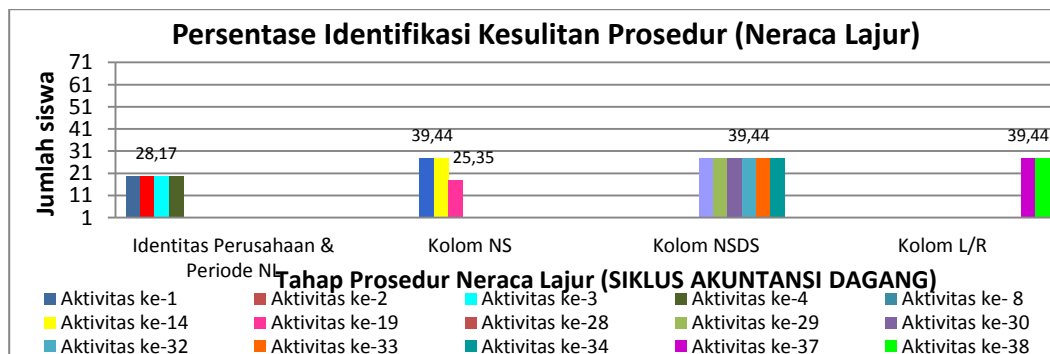 Persentase Identifikasi Kesulitan Prosedur (Neraca Lajur)
Jumlah siswa
71
61
51
41
31
21
11
1
28,17
39,44
25,35
39,44
39,44
Identitas Perusahaan &
Periode NL
Kolom NS
Kolom NSDS
Kolom L/R
Tahap Prosedur Neraca Lajur (SIKLUS AKUNTANSI DAGANG)
Aktivitas ke-1 Aktivitas ke-2 Aktivitas ke-3 Aktivitas ke-4 Aktivitas ke- 8
Aktivitas ke-14 Aktivitas ke-19 Aktivitas ke-28 Aktivitas ke-29 Aktivitas ke-30
Aktivitas ke-32 Aktivitas ke-33 Aktivitas ke-34 Aktivitas ke-37 Aktivitas ke-38